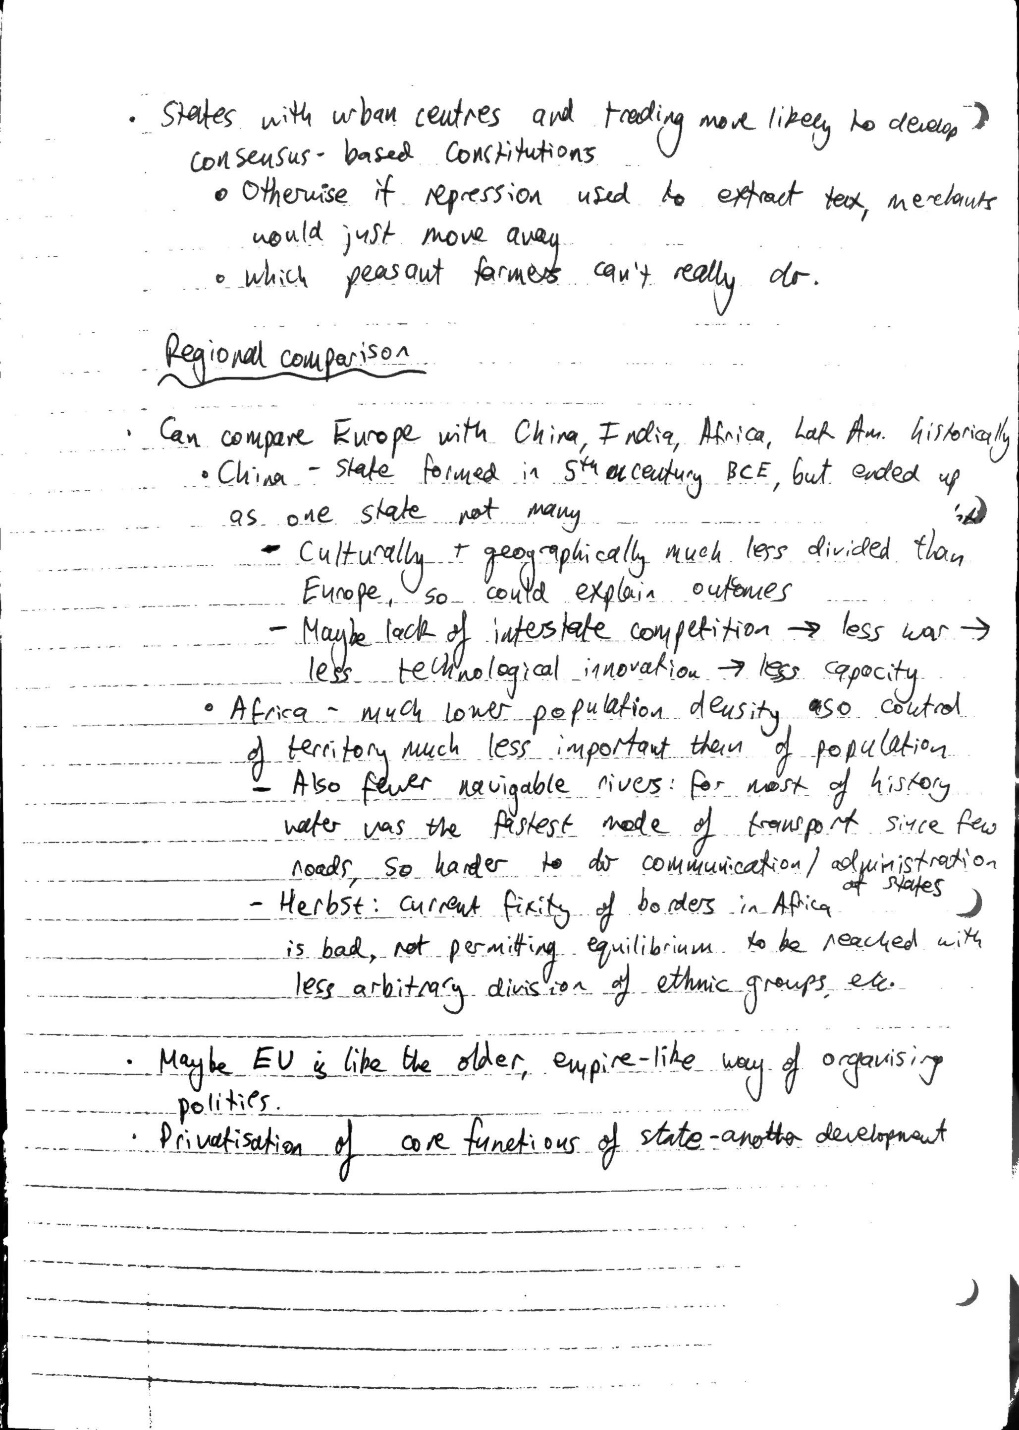 · States with urban centres and trading more likely to develop
consensus-based constitutions
o Otherwise if repression used to extract tax, merchants
would just move away
o which peasant farmers can't really do.
Regional comparison
· Can compare Europe with China, India, Africa, Lat Am. historically
• China - state formed in 5th century BCE, but ended up
as one state not many
- Culturally + geographically much less divided than
Europe, so could explain outcomes
- Maybe lack of interstate competition → less war →
less technological innovation → less capacity
• Africa - much lower population density so control
of territory much less important than of population
- Also fewer navigable rivers: for most of history
water was the fastest mode of transport since few
roads, so harder to do communication/administration
of states
- Herbst: current fixity of borders in Africa
is bad, not permitting equilibrium to be reached with
less arbitrary division of ethnic groups, etc.
· Maybe EU is like the older, empire-like way of organising
polities.
· Privatisation of core functions of state-another development